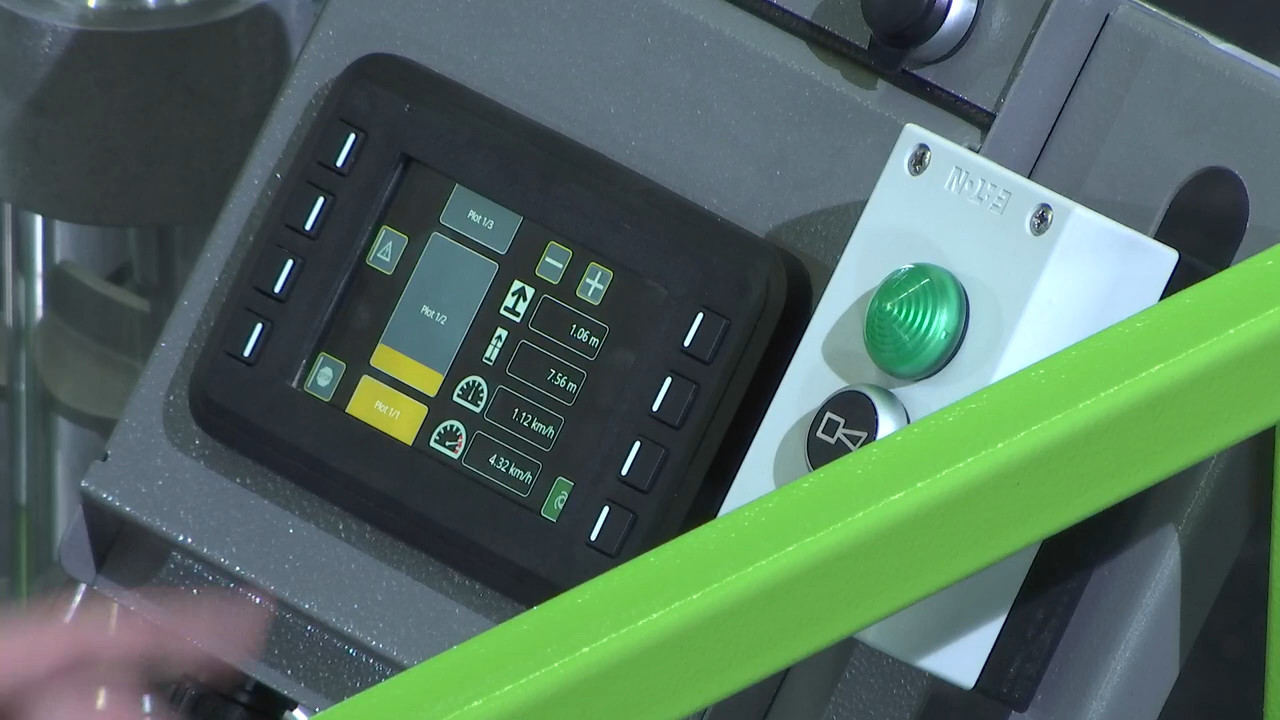 Plot 1/3
Plot 1/2
Plot 1/1
1.06 m
7.56 m
1.12 km/h
4.32 km/h